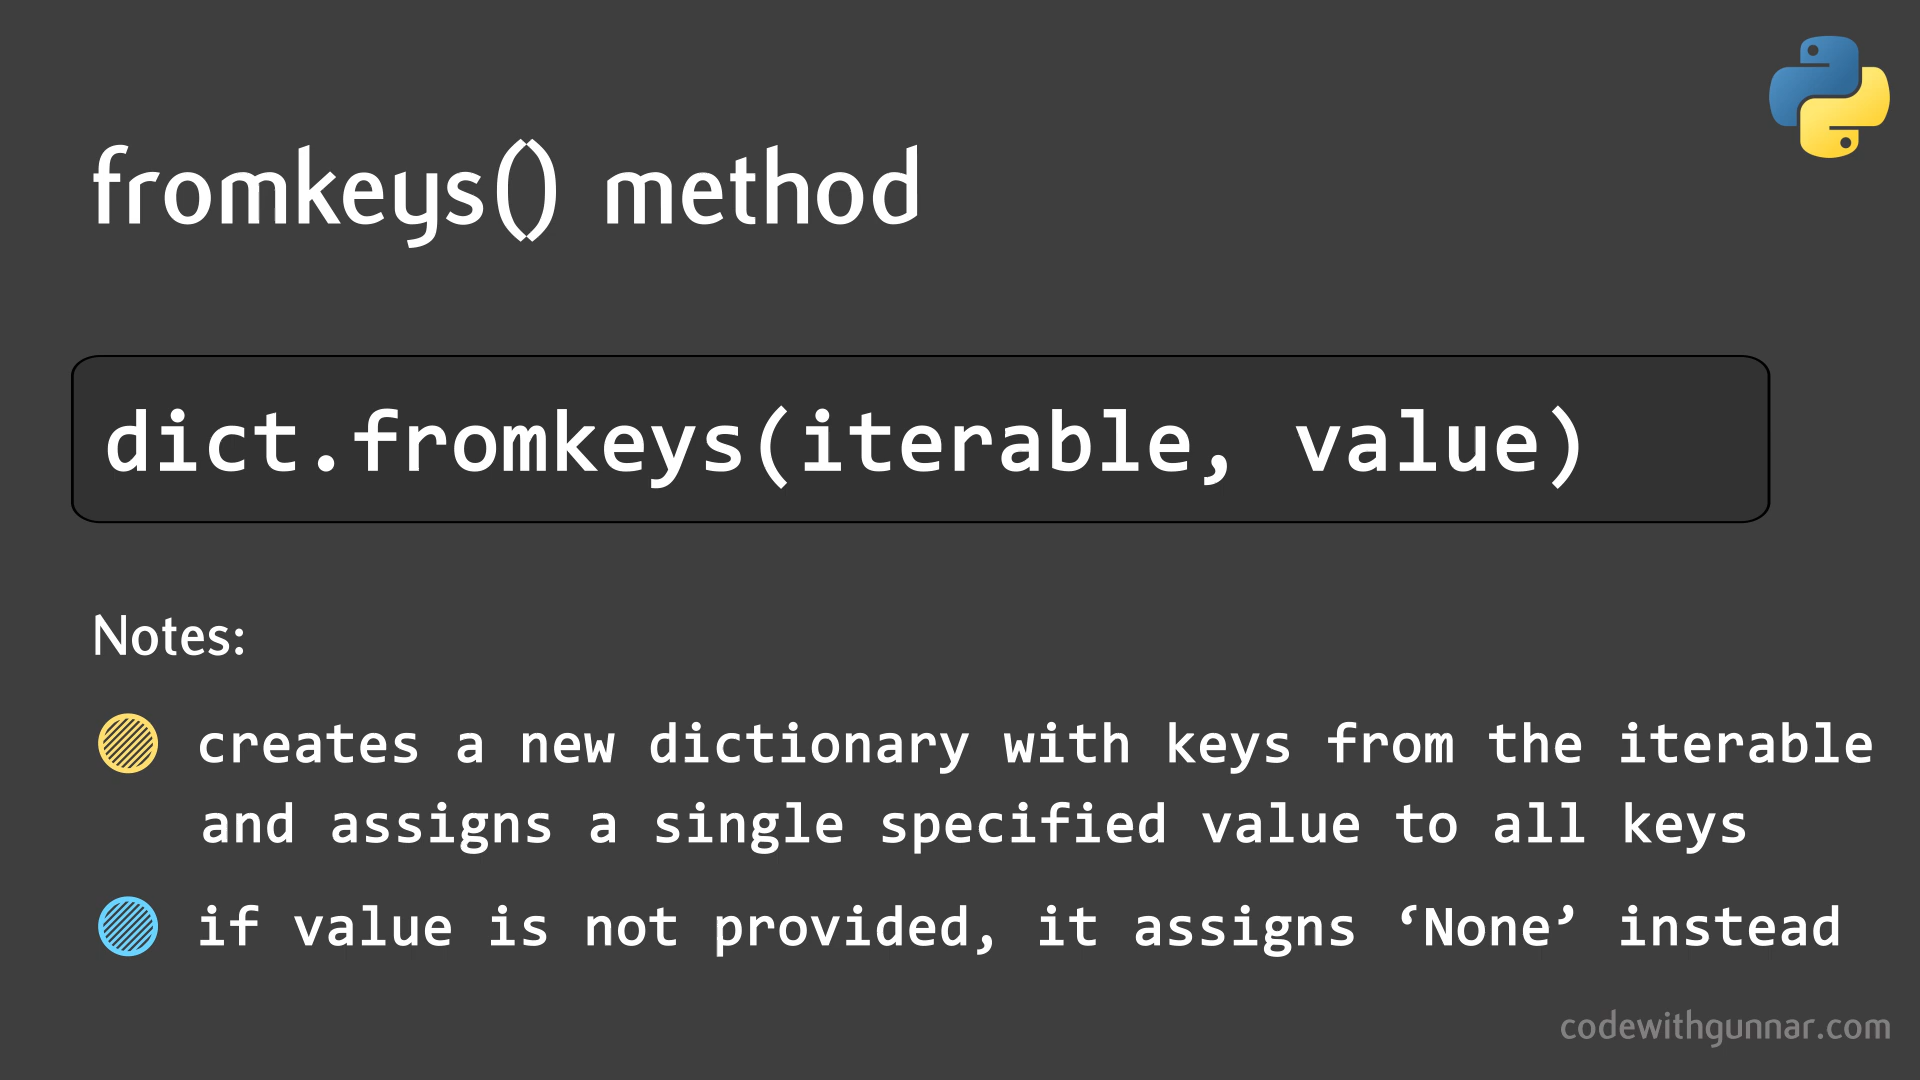 fromkeys() method
dict.fromkeys(iterable, value)
Notes:
creates a new dictionary with keys from the iterable
and assigns a single specified value to all keys
if value is not provided, it assigns ‘None’ instead
codewithgunnar.com